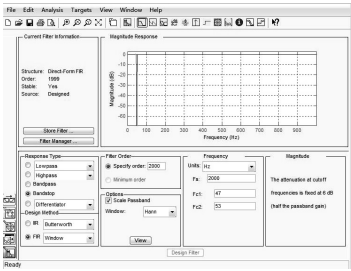 File Edit Analysis Targets View Window Help
Current Filter Information
Structure: Direct-Form FIR
Order: 1999
Stable: Yes
Source: Designed
Store Filter ...
Filter Manager ...
Magnitude Response
Magnitude (dB)
0
-10
-20
-30
-40
-50
-60
0 100 200 300 400 500 600 700 800 900
Frequency (Hz)
Response Type
Lowpass
Highpass
Bandpass
Bandstop
Differentiator
Design Method
IIR Butterworth
FIR Window
Filter Order
Specify order: 2000
Minimum order
Options
Scale Passband
Window: Hann
View
Frequency
Units: Hz
Fs: 2000
Fc1: 47
Fc2: 53
Magnitude
The attenuation at cutoff
frequencies is fixed at 6 dB
(half the passband gain)
Design Filter
Ready